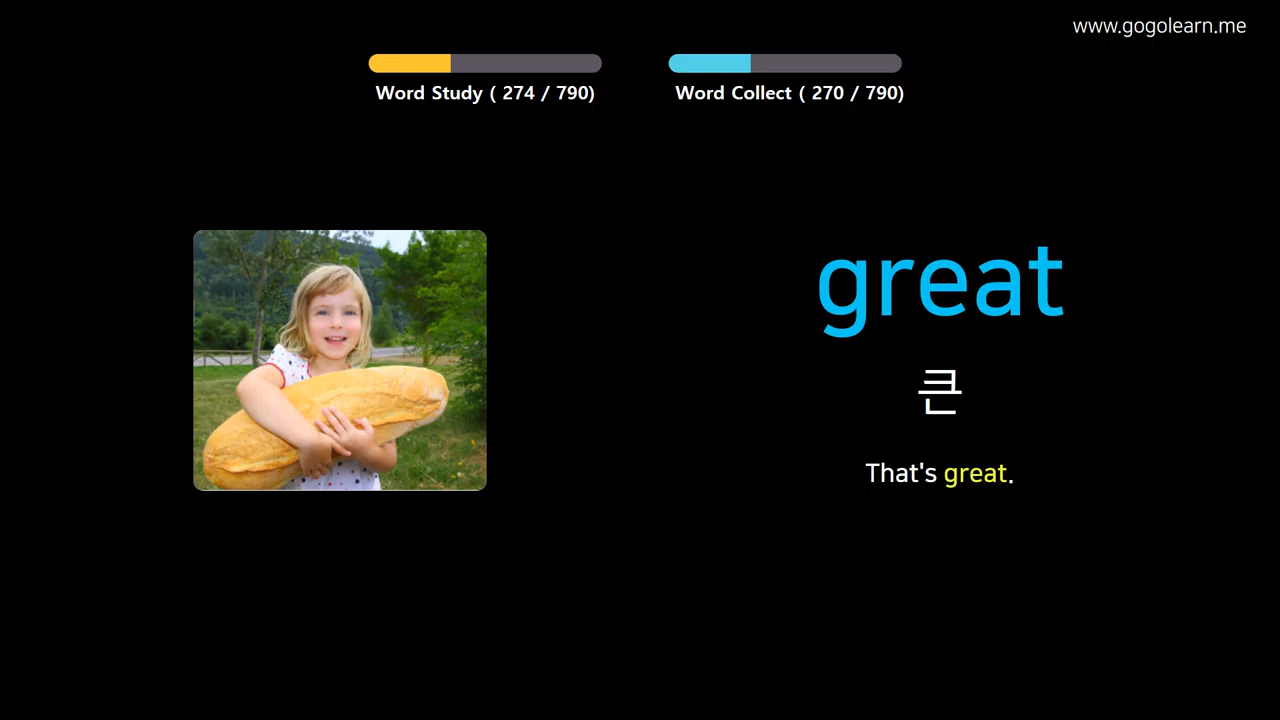 www.gogolearn.me
Word Study ( 274 / 790)
Word Collect ( 270 / 790)
great
큰
That's great.